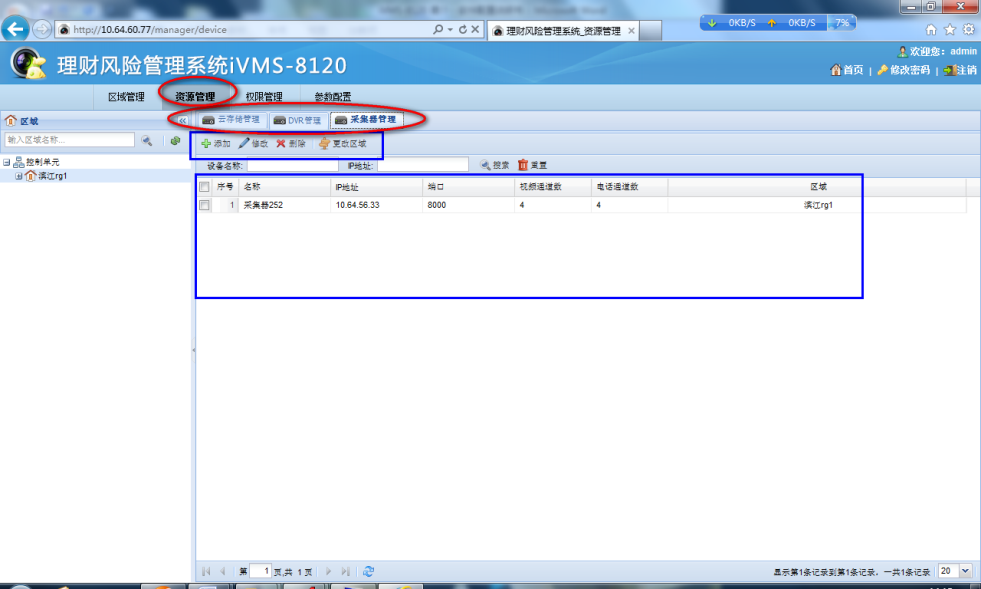 http://10.64.60.77/manager/device
理财风险管理系统_资源管理
0KB/S 0KB/S 7%
理财风险管理系统iVMS-8120
欢迎您: admin
首页 | 修改密码 | 注销
区域管理 资源管理 权限管理 参数配置
区域
云存储管理 DVR管理 采集器管理
输入区域名称...
添加 修改 删除 更改区域
控制单元
滨江rg1
设备名称: IP地址: 搜索 重置
序号 名称 IP地址 端口 视频通道数 电话通道数 区域
1 采集器252 10.64.56.33 8000 4 4 滨江rg1
第 1 页,共 1 页
显示第1条记录到第1条记录，一共1条记录 20